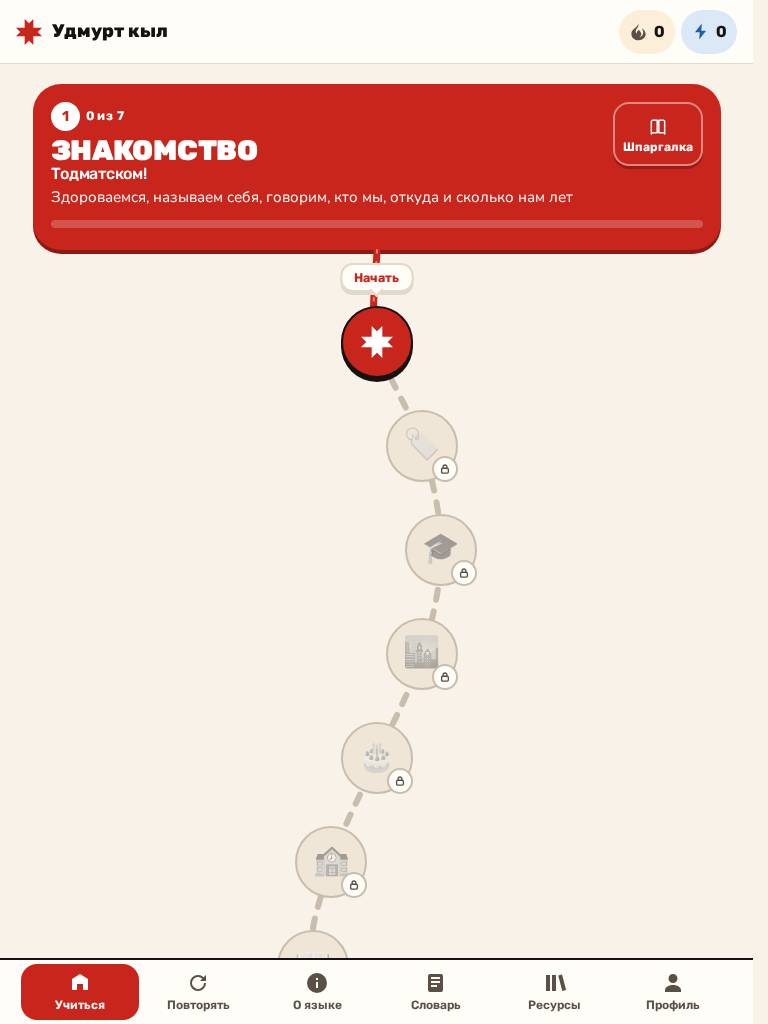 Удмурт кыл
0
0
1
0 из 7
ЗНАКОМСТВО
Тодматском!
Здороваемся, называем себя, говорим, кто мы, откуда и сколько нам лет
Шпаргалка
Начать
Учиться
Повторять
О языке
Словарь
Ресурсы
Профиль